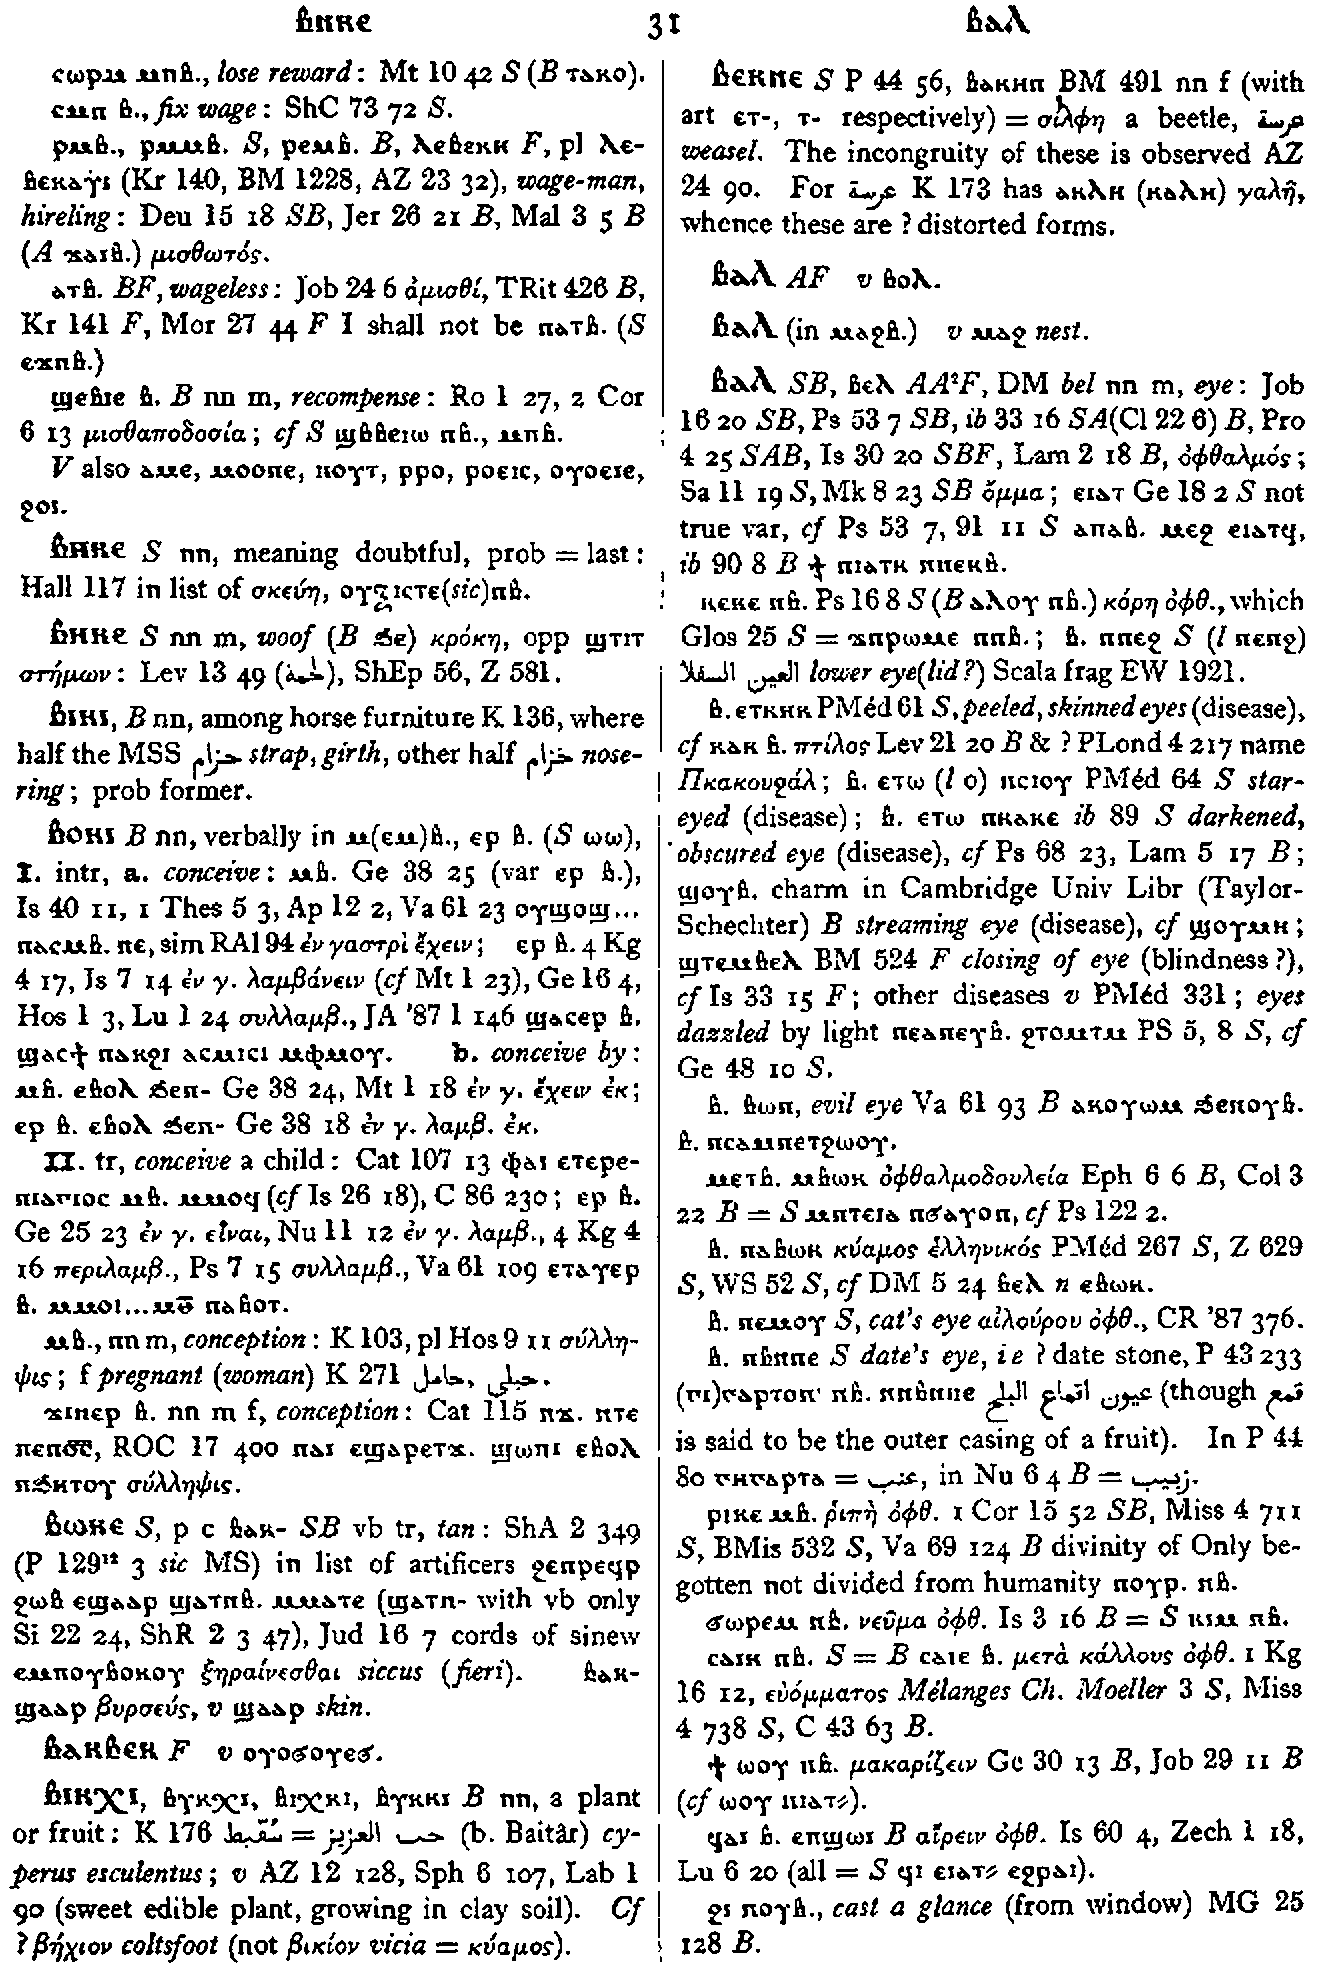 ⲃⲏⲕⲉ 31 ⲃⲁⲗ
ⲥⲱⲣⲙ ⲙⲡⲃ., lose reward: Mt 10 42 S (B ⲧⲁⲕⲟ).
ⲥⲙⲛ ⲃ., fix wage: ShC 73 72 S.
ⲣⲙⲃ., ⲣⲙⲙⲃ. S, ⲣⲉⲙⲃ. B, ⲗⲉⲃⲉⲕⲏ F, pl ⲗⲉ-
ⲃⲉⲕⲁⲩⲓ (Kr 140, BM 1228, AZ 23 32), wage-man,
hireling: Deu 15 18 SB, Jer 26 21 B, Mal 3 5 B
(A ϫⲁⲓⲃ.) μισθωτός.
ⲁⲧⲃ. BF, wageless: Job 24 6 ἀμισθί, TRit 426 B,
Kr 141 F, Mor 27 44 F I shall not be ⲛⲁⲧⲃ. (S
ⲉϫⲛⲃ.)
ϣⲉⲃⲓⲉ ⲃ. B nn m, recompense: Ro 1 27, 2 Cor
6 13 μισθαποδοσία; cf S ϣⲃⲃⲉⲓⲱ ⲛⲃ., ⲙⲡⲃ.
V also ⲁⲙⲉ, ⲙⲟⲟⲛⲉ, ⲛⲟⲩⲧ, ⲣⲣⲟ, ⲣⲟⲉⲓⲥ, ⲟⲩⲟⲉⲓⲉ,
ϩⲟⲓ.
ⲃⲏⲕⲉ S nn, meaning doubtful, prob = last:
Hall 117 in list of σκεύη, ⲟⲩϩⲓⲥⲧⲉ(sic)ⲛⲃ.
ⲃⲏⲕⲉ S nn m, woof (B ϧⲉ) κρόκη, opp ϣⲧⲓⲧ
στήμων: Lev 13 49 (لحمة), ShEp 56, Z 581.
ⲃⲓⲕⲓ, B nn, among horse furniture K 136, where
half the MSS حزام strap, girth, other half خزام nose-
ring; prob former.
ⲃⲟⲕⲓ B nn, verbally in ⲙ(ⲉⲙ)ⲃ., ⲉⲣ ⲃ. (S ⲱⲱ),
I. intr, a. conceive: ⲙⲃ. Ge 38 25 (var ⲉⲣ ⲃ.),
Is 40 11, 1 Thes 5 3, Ap 12 2, Va 61 23 ⲟⲩϣⲟϣ...
ⲛⲁⲥⲙⲃ. ⲡⲉ, sim RAl 94 ἐν γαστρὶ ἔχειν; ⲉⲣ ⲃ. 4 Kg
4 17, Is 7 14 ἐν γ. λαμβάνειν (cf Mt 1 23), Ge 16 4,
Hos 1 3, Lu 1 24 συλλαμβ., JA '87 1 146 ϣⲁⲥⲉⲣ ⲃ.
ϣⲁⲥϯ ⲛⲁⲕϩⲓ ⲁⲥⲙⲓⲥⲓ ⲙⲫⲙⲟⲩ. b. conceive by:
ⲙⲃ. ⲉⲃⲟⲗ ϧⲉⲛ- Ge 38 24, Mt 1 18 ἐν γ. ἔχειν ἐκ;
ⲉⲣ ⲃ. ⲉⲃⲟⲗ ϧⲉⲛ- Ge 38 18 ἐν γ. λαμβ. ἐκ.
II. tr, conceive a child: Cat 107 13 ⲫⲁⲓ ⲉⲧⲉⲣⲉ-
ⲡⲓⲁⲅⲓⲟⲥ ⲙⲃ. ⲙⲙⲟϥ (cf Is 26 18), C 86 230; ⲉⲣ ⲃ.
Ge 25 23 ἐν γ. εἶναι, Nu 11 12 ἐν γ. λαμβ., 4 Kg 4
16 περιλαμβ., Ps 7 15 συλλαμβ., Va 61 109 ⲉⲧⲁⲩⲉⲣ
ⲃ. ⲙⲙⲟⲓ...ⲙϭ︦ ⲛⲁⲃⲟⲧ.
ⲙⲃ., nn m, conception: K 103, pl Hos 9 11 σύλλη-
ψις; f pregnant (woman) K 271 حبلى, حامل.
ϫⲓⲛⲉⲣ ⲃ. nn m f, conception: Cat 115 ⲡϫ. ⲛⲧⲉ
ⲡⲉⲛϭⲥ︦, ROC 17 400 ⲡⲁⲓ ⲉϣⲁⲣⲉⲧϫ. ϣⲱⲡⲓ ⲉⲃⲟⲗ
ⲛϧⲏⲧⲟⲩ σύλληψις.
ⲃⲱⲕⲉ S, p c ⲃⲁⲕ- SB vb tr, tan: ShA 2 349
(P 129¹² 3 sic MS) in list of artificers ϩⲉⲛⲣⲉϥⲣ
ϩⲱⲃ ⲉϣⲁⲁⲣ ϣⲁⲧⲛⲃ. ⲙⲙⲁⲧⲉ (ϣⲁⲧⲛ- with vb only
Si 22 24, ShR 2 3 47), Jud 16 7 cords of sinew
ⲉⲙⲡⲟⲩⲃⲟⲕⲟⲩ ξηραίνεσθαι siccus (fieri). ⲃⲁⲕ-
ϣⲁⲁⲣ βυρσεύς, v ϣⲁⲁⲣ skin.
ⲃⲁⲕⲃⲉⲕ F v ⲟⲩⲟϭⲟⲩⲉϭ.
ⲃⲓⲕϫⲓ, ⲃⲩⲕϫⲓ, ⲃⲓϫⲕⲓ, ⲃⲩⲕⲕⲓ B nn, a plant
or fruit: K 176 سقيط = حب العزيز (b. Baitâr) cy-
perus esculentus; v AZ 12 128, Sph 6 107, Lab 1
90 (sweet edible plant, growing in clay soil). Cf
? βήχιον coltsfoot (not βικίον vicia = κύαμος).
ⲃⲉⲕⲛⲉ S P 44 56, ⲃⲁⲕⲏⲛ BM 491 nn f (with
art ⲉⲧ-, ⲧ- respectively) = σίλφη a beetle, عرسة
weasel. The incongruity of these is observed AZ
24 90. For عرسة K 173 has ⲁⲕⲗⲏ (ⲕⲁⲗⲏ) γαλῆ,
whence these are ? distorted forms.
ⲃⲁⲗ AF v ⲃⲟⲗ.
ⲃⲁⲗ (in ⲙⲁϩⲃ.) v ⲙⲁϩ nest.
ⲃⲁⲗ SB, ⲃⲉⲗ AA²F, DM bel nn m, eye: Job
16 20 SB, Ps 53 7 SB, ib 33 16 SA(Cl 22 6) B, Pro
4 25 SAB, Is 30 20 SBF, Lam 2 18 B, ὀφθαλμός;
Sa 11 19 S, Mk 8 23 SB ὄμμα; ⲉⲓⲁⲧ Ge 18 2 S not
true var, cf Ps 53 7, 91 11 S ⲁⲡⲁⲃ. ⲙⲉϩ ⲉⲓⲁⲧϥ,
ib 90 8 B ϯ ⲛⲓⲁⲧⲕ ⲛⲛⲉⲕⲃ.
ⲕⲉⲕⲉ ⲛⲃ. Ps 16 8 S (B ⲁⲗⲟⲩ ⲛⲃ.) κόρη ὀφθ., which
Glos 25 S = ϫⲛⲣⲱⲙⲉ ⲛⲛⲃ.; ⲃ. ⲛⲛⲉϩ S (l ⲛⲉⲛϩ)
العين السفلا lower eye(lid?) Scala frag EW 1921.
ⲃ. ⲉⲧⲕⲏⲕ PMéd 61 S, peeled, skinned eyes (disease),
cf ⲕⲁⲕ ⲃ. πτίλος Lev 21 20 B & ? PLond 4 217 name
Πκακουϩάλ; ⲃ. ⲉⲧⲱ (l ⲟ) ⲛⲥⲓⲟⲩ PMéd 64 S star-
eyed (disease); ⲃ. ⲉⲧⲱ ⲛⲕⲁⲕⲉ ib 89 S darkened,
obscured eye (disease), cf Ps 68 23, Lam 5 17 B;
ϣⲟⲩⲃ. charm in Cambridge Univ Libr (Taylor-
Schechter) B streaming eye (disease), cf ϣⲟⲩⲙⲏ;
ϣⲧⲉⲙⲃⲉⲗ BM 524 F closing of eye (blindness?),
cf Is 33 15 F; other diseases v PMéd 331; eyes
dazzled by light ⲛⲉⲁⲛⲉⲩⲃ. ϩⲧⲟⲙⲧⲙ PS 5, 8 S, cf
Ge 48 10 S.
ⲃ. ⲃⲱⲛ, evil eye Va 61 93 B ⲁⲕⲟⲩⲱⲙ ϧⲉⲛⲟⲩⲃ.
ⲃ. ⲛⲥⲁⲙⲡⲉⲧϩⲱⲟⲩ.
ⲙⲉⲧⲃ. ⲙⲃⲱⲕ ὀφθαλμοδουλεία Eph 6 6 B, Col 3
22 B = S ⲙⲛⲧⲉⲓⲁ ⲛϭⲁⲩⲟⲛ, cf Ps 122 2.
ⲃ. ⲛⲁⲃⲱⲕ κύαμος ἑλληνικός PMéd 267 S, Z 629
S, WS 52 S, cf DM 5 24 ⲃⲉⲗ n ⲉⲃⲱⲕ.
ⲃ. ⲛⲉⲙⲟⲩ S, cat's eye αἰλούρου ὀφθ., CR '87 376.
ⲃ. ⲛⲃⲛⲛⲉ S date's eye, ie ? date stone, P 43 233
(ⲅⲓ)ⲅⲁⲣⲧⲟⲛ' ⲛⲃ. ⲛⲛⲃⲛⲛⲉ عيون اقماع البلح (though قمع
is said to be the outer casing of a fruit). In P 44
80 ⲅⲏⲅⲁⲣⲧⲁ = عنب, in Nu 6 4 B = زبيب.
ⲣⲓⲕⲉ ⲙⲃ. ῥιπὴ ὀφθ. 1 Cor 15 52 SB, Miss 4 711
S, BMis 532 S, Va 69 124 B divinity of Only be-
gotten not divided from humanity ⲛⲟⲩⲣ. ⲛⲃ.
ϭⲱⲣⲉⲙ ⲛⲃ. νεῦμα ὀφθ. Is 3 16 B = S ⲕⲓⲙ ⲛⲃ.
ⲥⲁⲓⲏ ⲛⲃ. S = B ⲥⲁⲓⲉ ⲃ. μετὰ κάλλους ὀφθ. 1 Kg
16 12, εὐόμματος Mélanges Ch. Moeller 3 S, Miss
4 738 S, C 43 63 B.
ϯ ⲱⲟⲩ ⲛⲃ. μακαρίζειν Ge 30 13 B, Job 29 11 B
(cf ⲱⲟⲩ ⲛⲓⲁⲧ⸗).
ϥⲁⲓ ⲃ. ⲉⲡϣⲱⲓ B αἴρειν ὀφθ. Is 60 4, Zech 1 18,
Lu 6 20 (all = S ϥⲓ ⲉⲓⲁⲧ⸗ ⲉϩⲣⲁⲓ).
ϩⲓ ⲛⲟⲩⲃ., cast a glance (from window) MG 25
128 B.